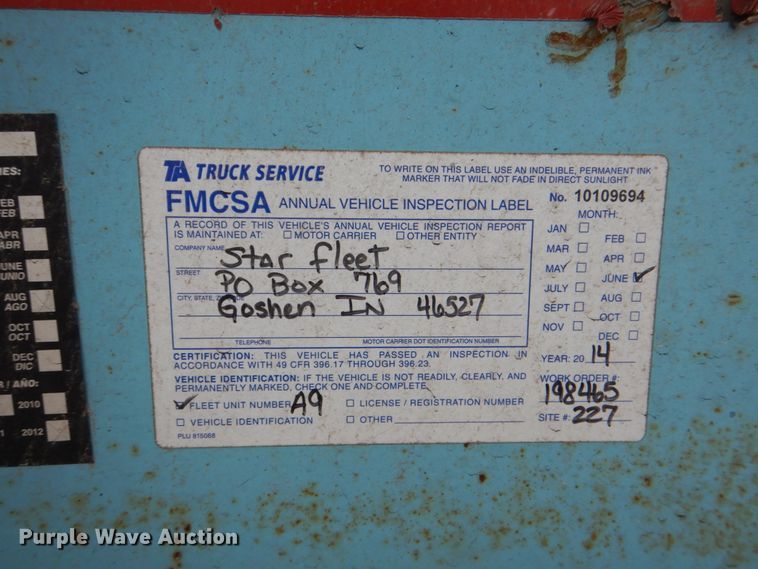 TA TRUCK SERVICE
TO WRITE ON THIS LABEL USE AN INDELIBLE, PERMANENT INK
MARKER THAT WILL NOT FADE IN DIRECT SUNLIGHT
FMCSA ANNUAL VEHICLE INSPECTION LABEL
No. 10109694
A RECORD OF THIS VEHICLE'S ANNUAL VEHICLE INSPECTION REPORT
IS MAINTAINED AT: MOTOR CARRIER OTHER ENTITY
COMPANY NAME Star fleet
STREET PO Box 769
CITY, STATE, Goshen IN 46527
TELEPHONE MOTOR CARRIER DOT IDENTIFICATION NUMBER
CERTIFICATION: THIS VEHICLE HAS PASSED AN INSPECTION IN
ACCORDANCE WITH 49 CFR 396.17 THROUGH 396.23.
VEHICLE IDENTIFICATION: IF THE VEHICLE IS NOT READILY, CLEARLY, AND
PERMANENTLY MARKED, CHECK ONE AND COMPLETE.
FLEET UNIT NUMBER A9 LICENSE / REGISTRATION NUMBER
VEHICLE IDENTIFICATION OTHER
PLU 815068
MONTH:
JAN FEB
MAR APR
MAY JUNE
JULY AUG
SEPT OCT
NOV DEC
YEAR: 20 14
WORK ORDER #:
198465
SITE #: 227
FEB
APR
ABR
JUNE
AUG
AGO
OCT
OCT
DEC
DIC
/ AÑO:
2010
2012
Purple Wave Auction